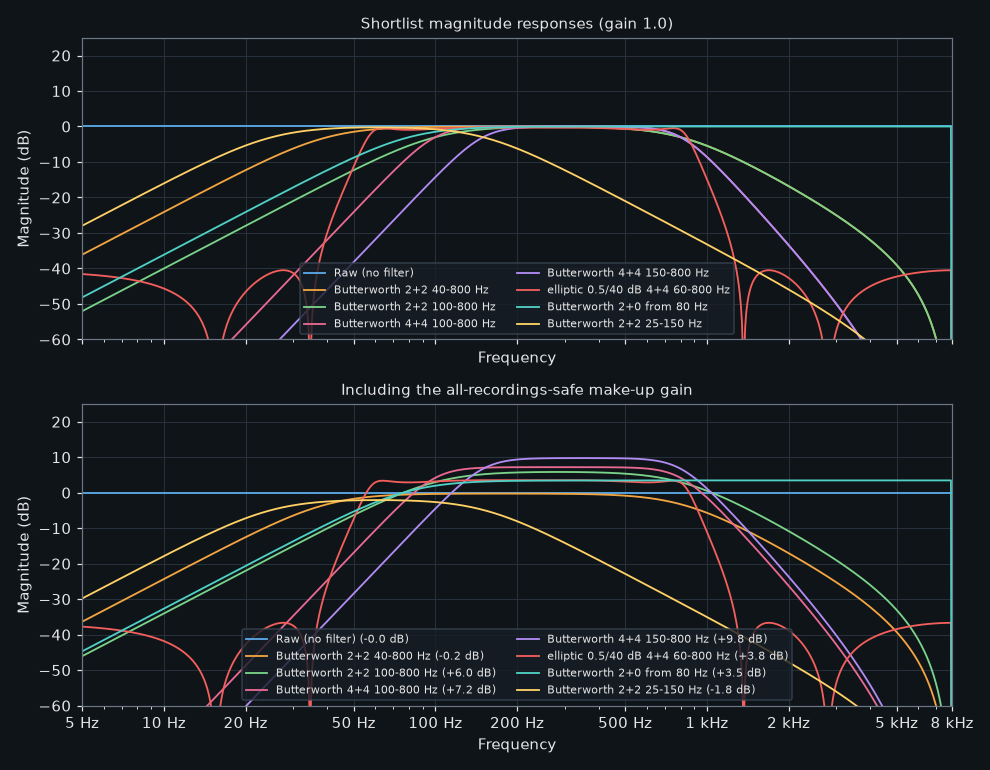 Shortlist magnitude responses (gain 1.0)
20
10
0
−10
−20
−30
−40
−50
−60
Magnitude (dB)
Raw (no filter)
Butterworth 2+2 40-800 Hz
Butterworth 2+2 100-800 Hz
Butterworth 4+4 100-800 Hz
Butterworth 4+4 150-800 Hz
elliptic 0.5/40 dB 4+4 60-800 Hz
Butterworth 2+0 from 80 Hz
Butterworth 2+2 25-150 Hz
Frequency
Including the all-recordings-safe make-up gain
20
10
0
−10
−20
−30
−40
−50
−60
Magnitude (dB)
Raw (no filter) (-0.0 dB)
Butterworth 2+2 40-800 Hz (-0.2 dB)
Butterworth 2+2 100-800 Hz (+6.0 dB)
Butterworth 4+4 100-800 Hz (+7.2 dB)
Butterworth 4+4 150-800 Hz (+9.8 dB)
elliptic 0.5/40 dB 4+4 60-800 Hz (+3.8 dB)
Butterworth 2+0 from 80 Hz (+3.5 dB)
Butterworth 2+2 25-150 Hz (-1.8 dB)
5 Hz 10 Hz 20 Hz 50 Hz 100 Hz 200 Hz 500 Hz 1 kHz 2 kHz 5 kHz 8 kHz
Frequency